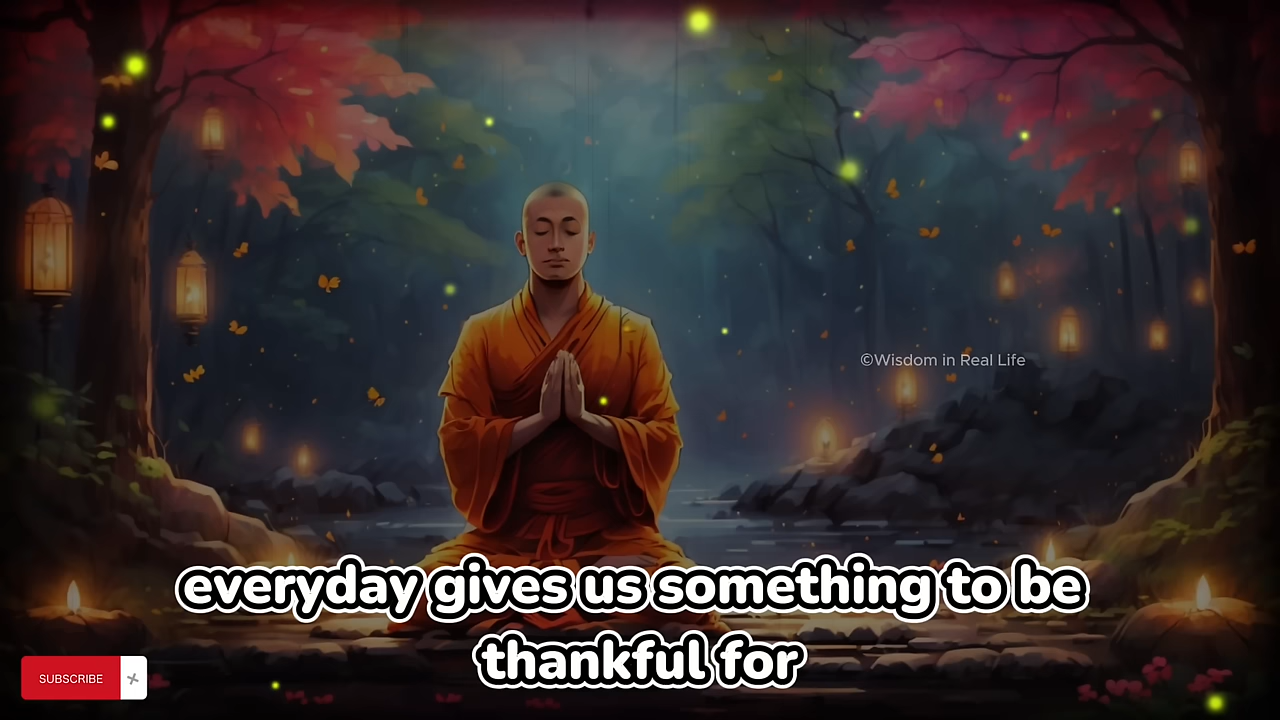 ©Wisdom in Real Life
everyday gives us something to be
thankful for
SUBSCRIBE